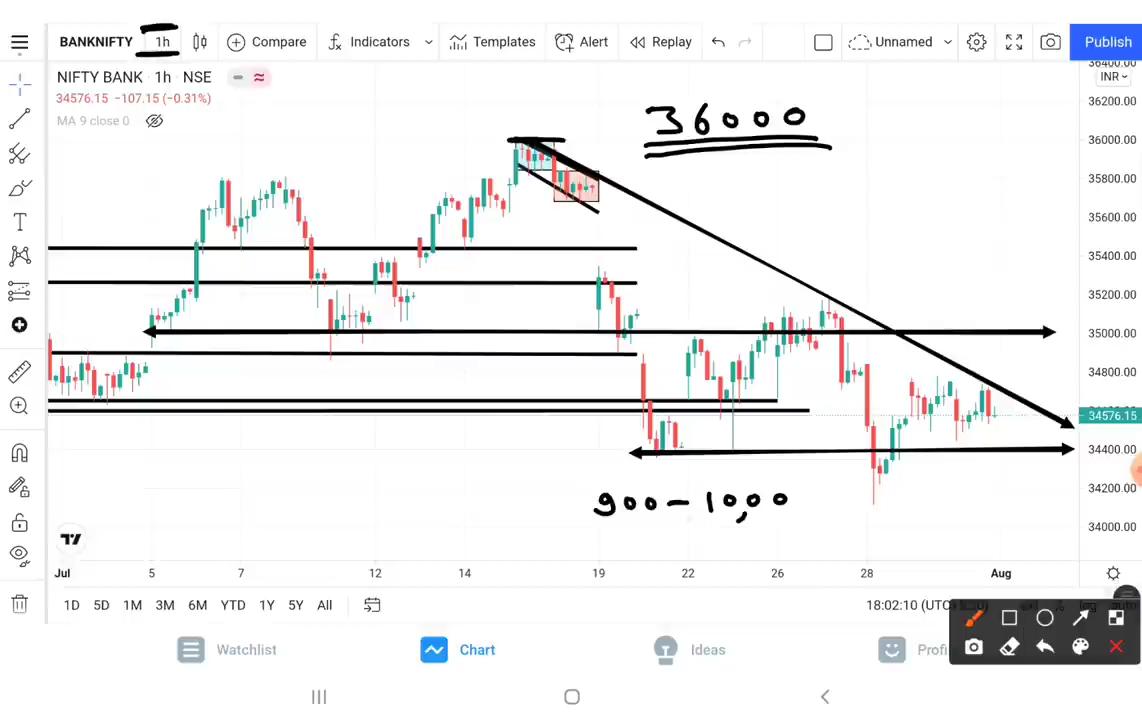 BANKNIFTY 1h Compare Indicators Templates Alert Replay Unnamed Publish
NIFTY BANK 1h NSE
34576.15 −107.15 (−0.31%)
MA 9 close 0
36000
900 - 10,00
36400.00
INR
36200.00
36000.00
35800.00
35600.00
35400.00
35200.00
35000.00
34800.00
34576.15
34400.00
34200.00
34000.00
Jul 5 7 12 14 19 22 26 28 Aug
1D 5D 1M 3M 6M YTD 1Y 5Y All
18:02:10 (UTC
Watchlist Chart Ideas Profi